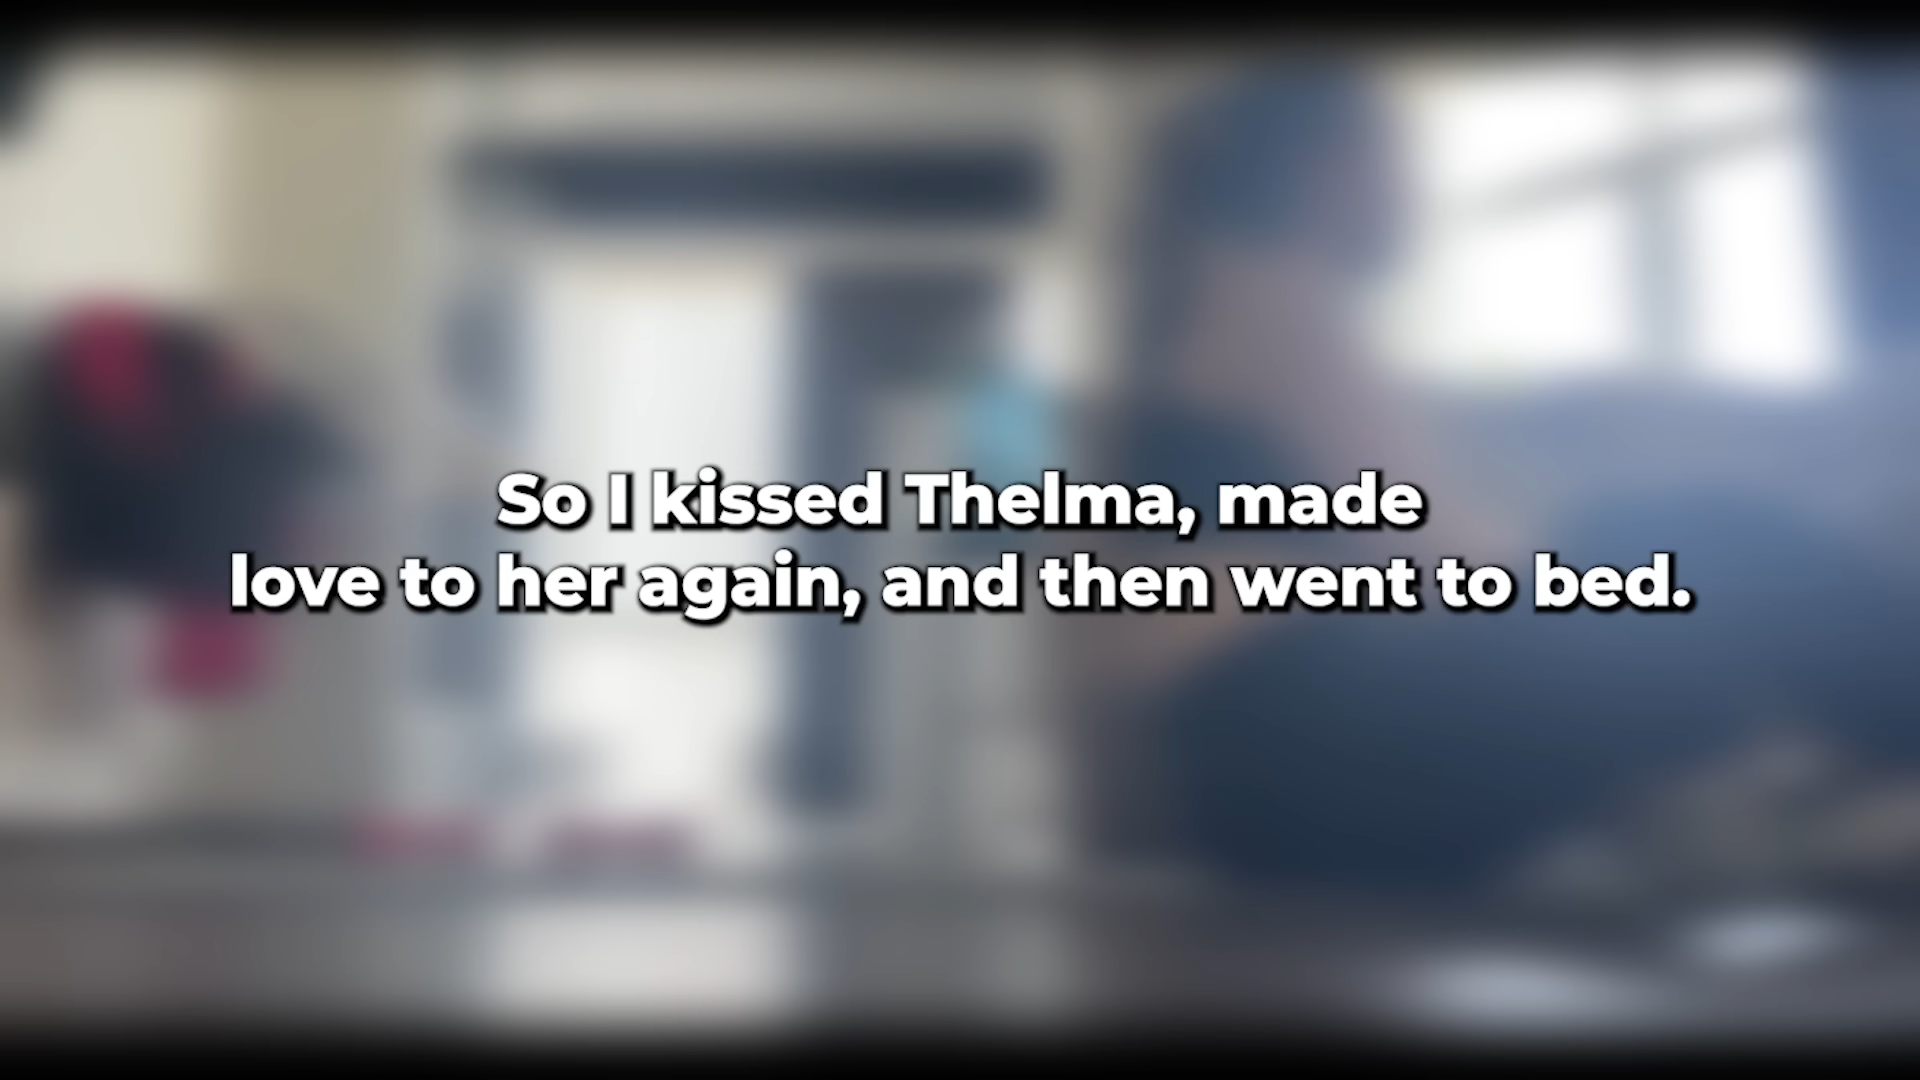 So I kissed Thelma, made
love to her again, and then went to bed.